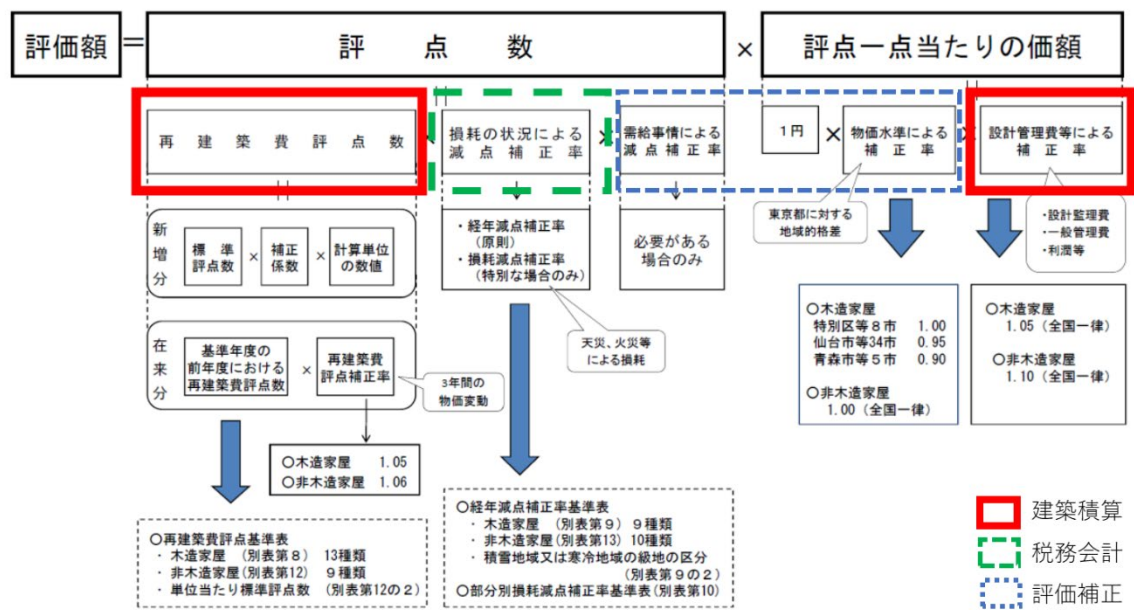 評価額＝評点数×評点一点当たりの価額
再建築費評点数
×
損耗の状況による
減点補正率
×
需給事情による
減点補正率
１円
×
物価水準による
補正率
×
設計管理費等による
補正率
新増分
標準
評点数
×
補正
係数
×
計算単位
の数値
・経年減点補正率
（原則）
・損耗減点補正率
（特別な場合のみ）
必要がある
場合のみ
東京都に対する
地域的格差
・設計監理費
・一般管理費
・利潤等
天災、火災等
による損耗
在来分
基準年度の
前年度における
再建築費評点数
×
再建築費
評点補正率
3年間の
物価変動
○木造家屋
特別区等８市 1.00
仙台市等34市 0.95
青森市等５市 0.90
○非木造家屋
1.00（全国一律）
○木造家屋
1.05（全国一律）
○非木造家屋
1.10（全国一律）
○木造家屋 1.05
○非木造家屋 1.06
○再建築費評点基準表
・ 木造家屋 （別表第８） 13種類
・ 非木造家屋（別表第12） ９種類
・ 単位当たり標準評点数 （別表第12の２）
○経年減点補正率基準表
・ 木造家屋 （別表第９）９種類
・ 非木造家屋（別表第13）10種類
・ 積雪地域又は寒冷地域の級地の区分
（別表第９の２）
○部分別損耗減点補正率基準表（別表第10）
建築積算
税務会計
評価補正